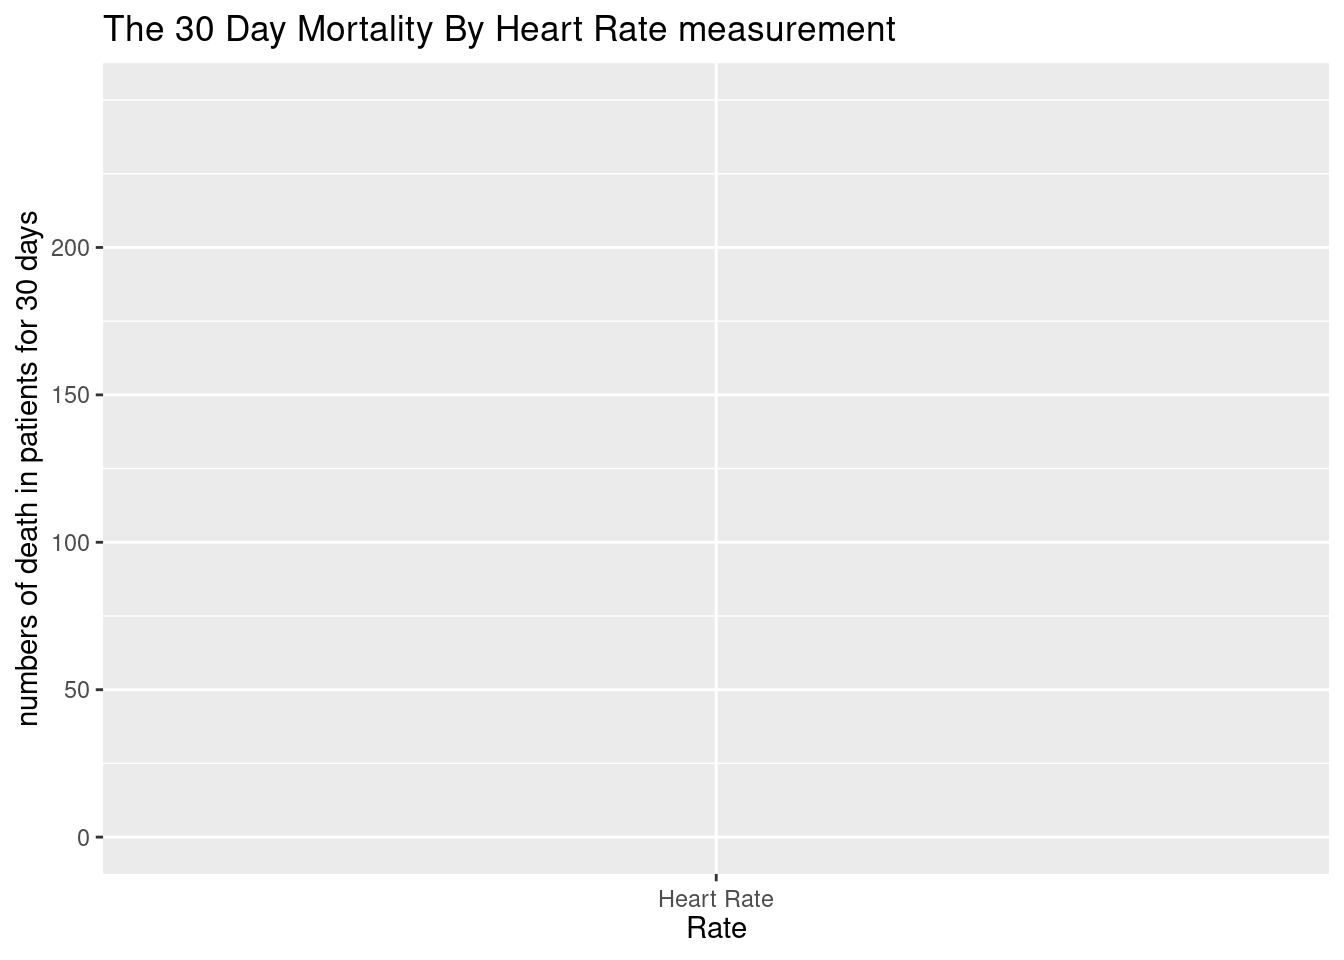 The 30 Day Mortality By Heart Rate measurement
numbers of death in patients for 30 days
200
150
100
50
0
Heart Rate
Rate